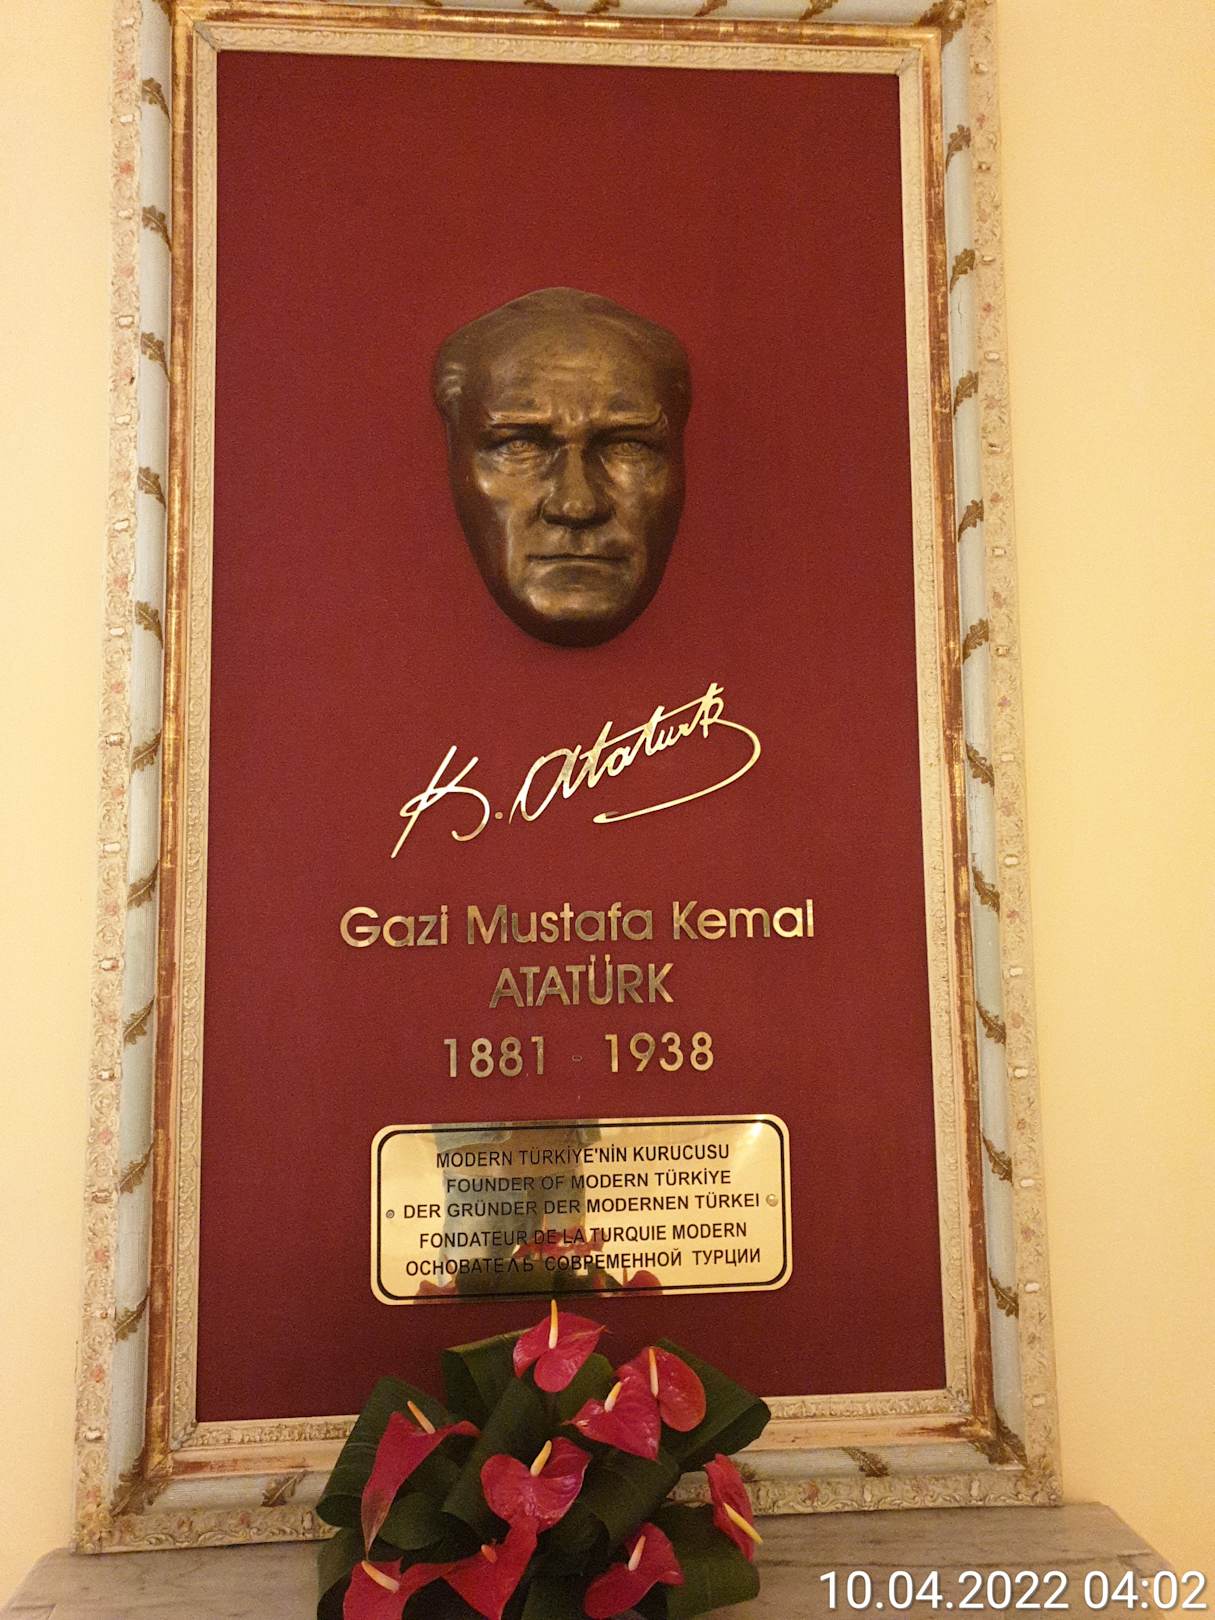 K. Atatürk
Gazi Mustafa Kemal
ATATÜRK
1881 - 1938
MODERN TÜRKİYE'NİN KURUCUSU
FOUNDER OF MODERN TÜRKİYE
DER GRÜNDER DER MODERNEN TÜRKEI
FONDATEUR DE LA TURQUIE MODERN
ОСНОВАТЕЛЬ СОВРЕМЕННОЙ ТУРЦИИ
10.04.2022 04:02